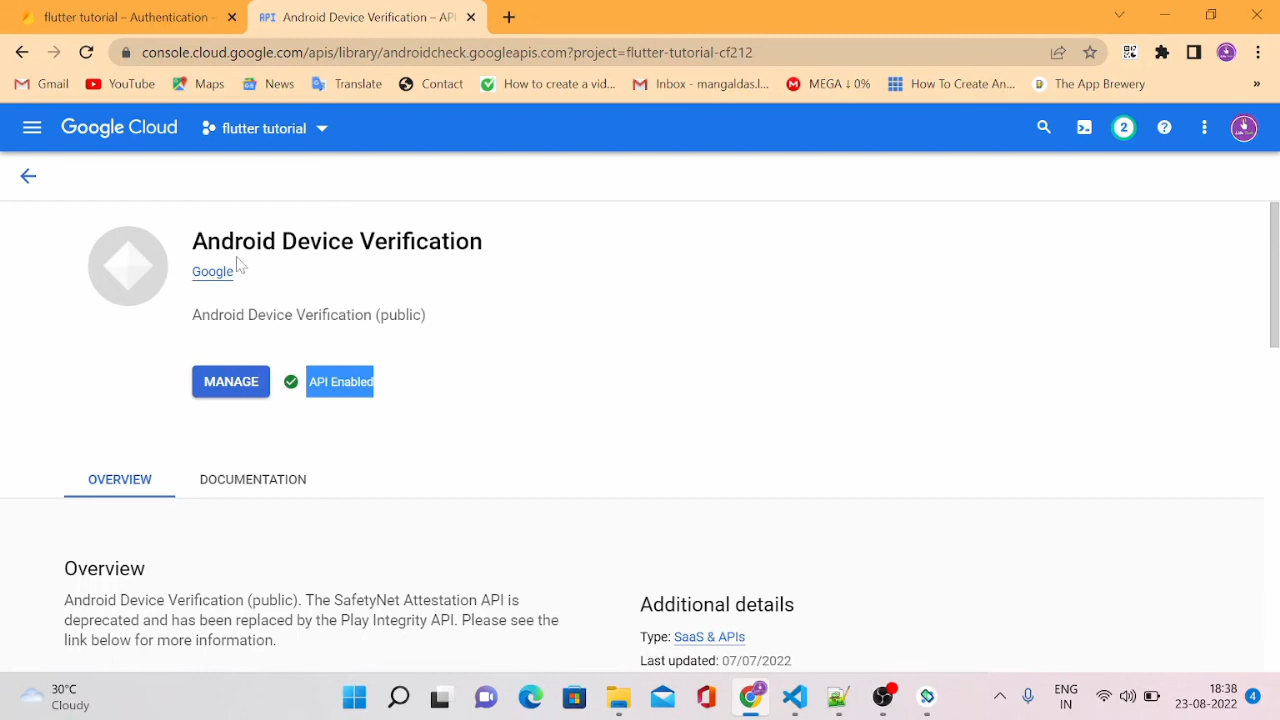 flutter tutorial – Authentication –
API Android Device Verification – API
console.cloud.google.com/apis/library/androidcheck.googleapis.com?project=flutter-tutorial-cf212
Gmail YouTube Maps News Translate Contact How to create a vid... Inbox - mangaldas.l... MEGA ↓ 0% How To Create An... D The App Brewery »
Google Cloud flutter tutorial 2
Android Device Verification
Google
Android Device Verification (public)
MANAGE API Enabled
OVERVIEW DOCUMENTATION
Overview
Android Device Verification (public). The SafetyNet Attestation API is
deprecated and has been replaced by the Play Integrity API. Please see the
link below for more information.
Additional details
Type: SaaS & APIs
Last updated: 07/07/2022
30°C
Cloudy
ENG
IN
18:38
23-08-2022
4